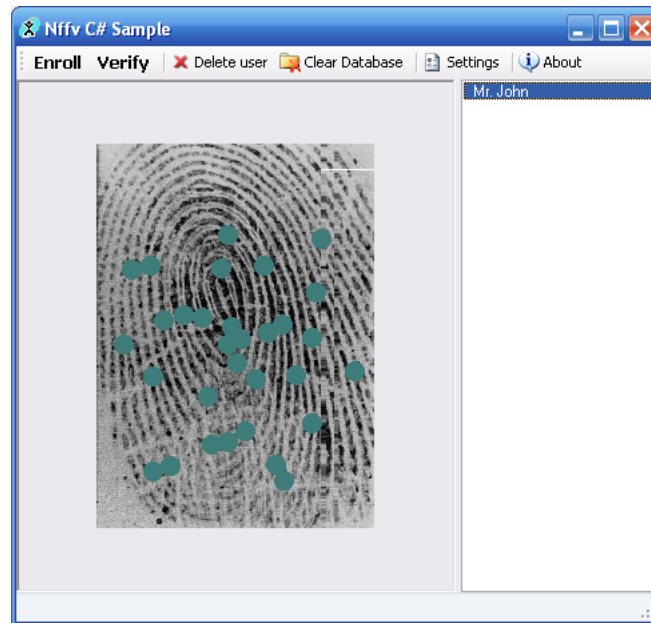 Nffv C# Sample
Enroll Verify Delete user Clear Database Settings About
Mr. John